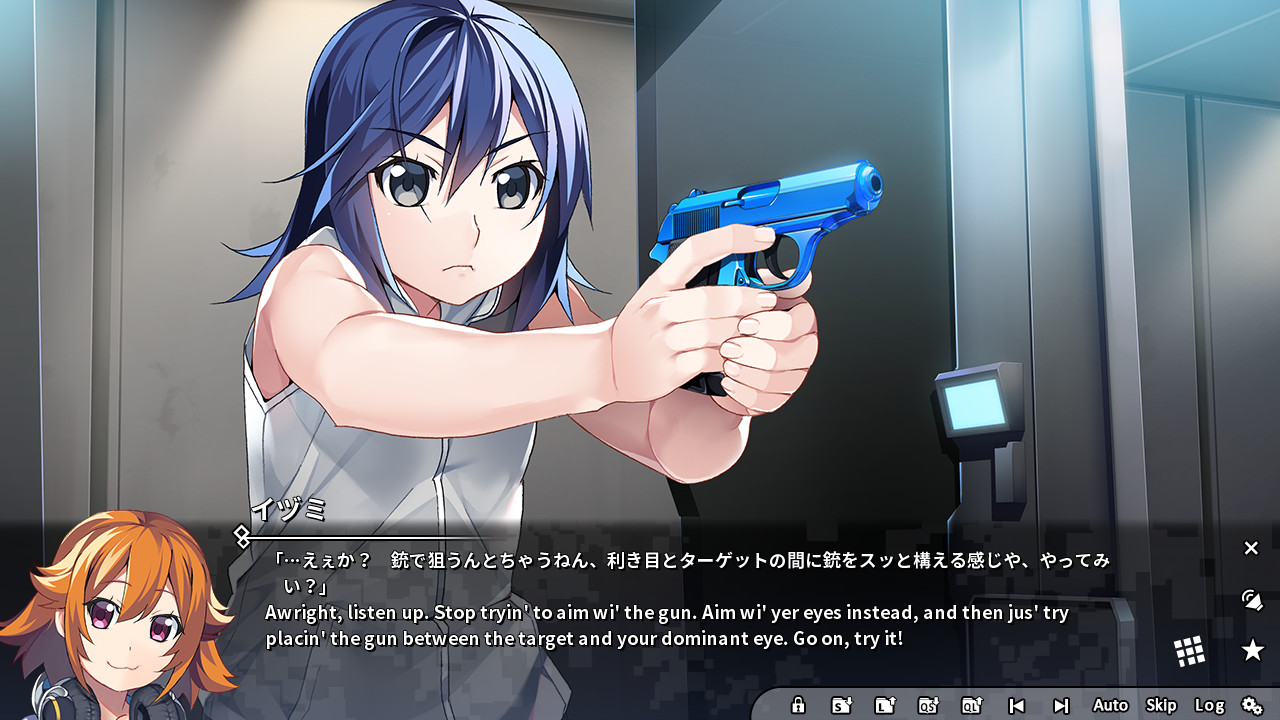 イヅミ
「…えぇか？　銃で狙うんとちゃうねん、利き目とターゲットの間に銃をスッと構える感じや、やってみ
い？」
Awright, listen up. Stop tryin' to aim wi' the gun. Aim wi' yer eyes instead, and then jus' try
placin' the gun between the target and your dominant eye. Go on, try it!
S L QS QL Auto Skip Log